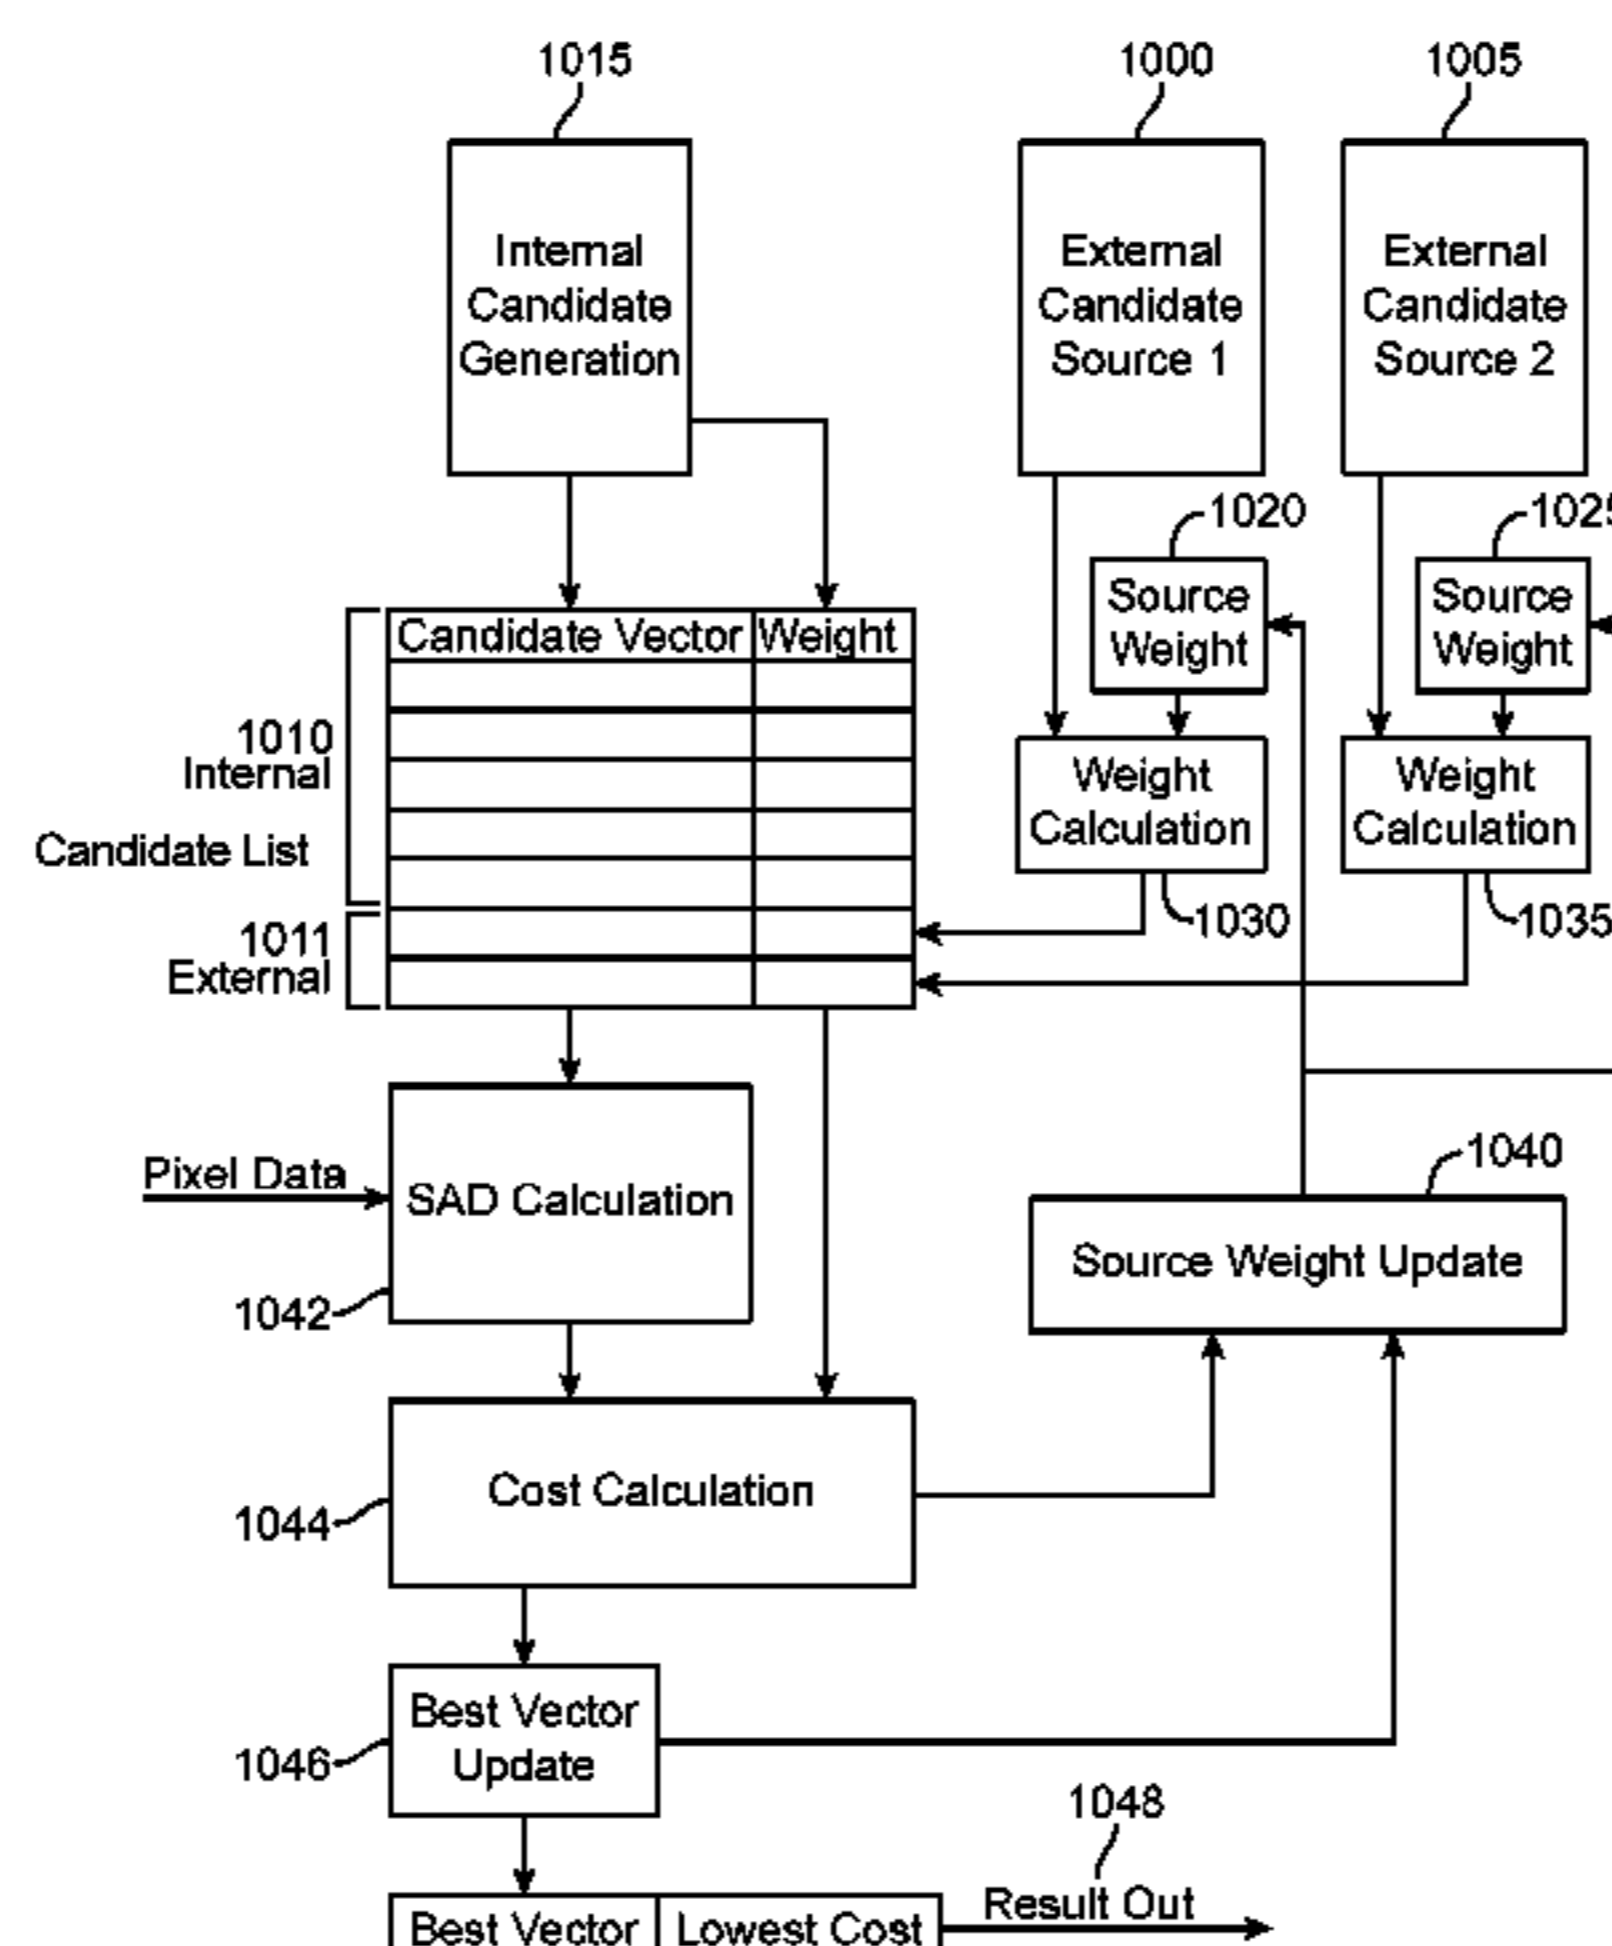 1015
1000
1005
Internal
Candidate
Generation
External
Candidate
Source 1
External
Candidate
Source 2
1020
1025
Source
Weight
Source
Weight
Candidate Vector
Weight
1010
Internal
Candidate List
Weight
Calculation
Weight
Calculation
1030
1035
1011
External
Pixel Data
SAD Calculation
1042
1040
Source Weight Update
Cost Calculation
1044
Best Vector
Update
1046
1048
Result Out
Best Vector
Lowest Cost